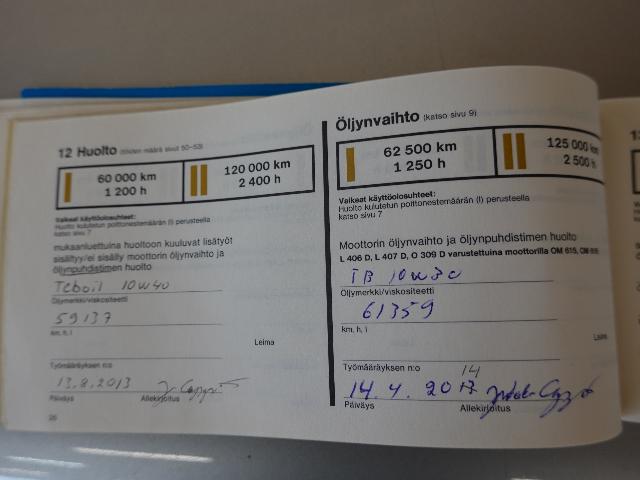 12 Huolto (töiden määrä sivut 50-53)
60 000 km
1 200 h
120 000 km
2 400 h
Vaikeat käyttöolosuhteet:
Huolto kulutetun polttonestemäärän (l) perusteella
katso sivu 7
mukaanluettuina huoltoon kuuluvat lisätyöt
sisältyy/ei sisälly moottorin öljynvaihto ja
öljynpuhdistimen huolto
Teboil 10W40
Öljymerkki/viskositeetti
59137
km, h, l
Leima
Työmääräyksen n:o
13.8.2013
Päiväys
Allekirjoitus
26
Öljynvaihto (katso sivu 9)
62 500 km
1 250 h
125 000 km
2 500 h
Vaikeat käyttöolosuhteet:
Huolto kulutetun polttonestemäärän (l) perusteella
katso sivu 7
Moottorin öljynvaihto ja öljynpuhdistimen huolto
L 406 D, L 407 D, O 309 D varustettuina moottorilla OM 615, OM 616
TB 10W30
Öljymerkki/viskositeetti
61359
km, h, l
Leima
Työmääräyksen n:o
14
14.4.2013
Päiväys
Allekirjoitus